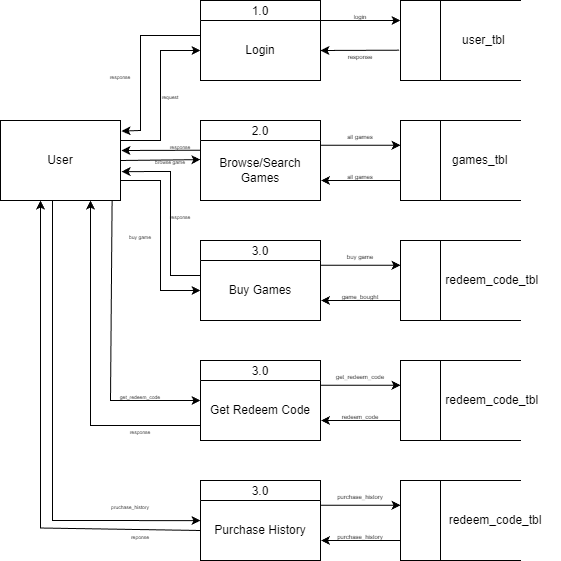 1.0
login
Login
user_tbl
response
response
request
2.0
all games
User
response
browse game
Browse/Search
Games
games_tbl
all games
response
buy game
3.0
buy game
Buy Games
redeem_code_tbl
game_bought
3.0
get_redeem_code
get_redeem_code
Get Redeem Code
redeem_code_tbl
redeem_code
response
3.0
purchase_history
pruchase_history
Purchase History
redeem_code_tbl
reponse
purchase_history